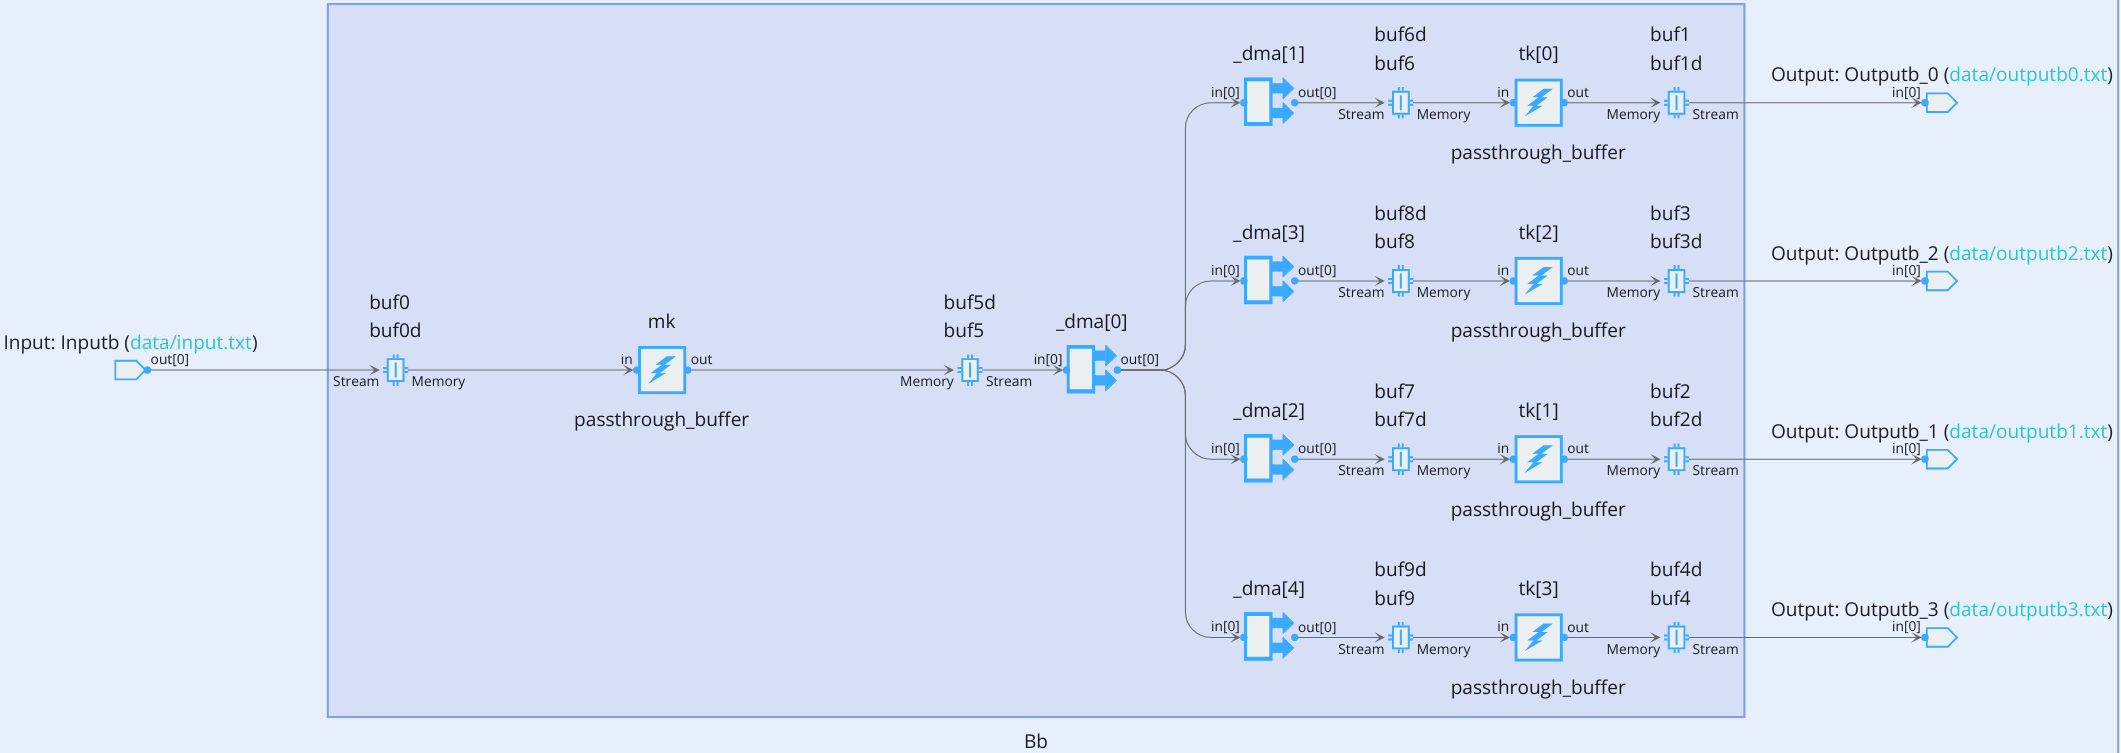 Input: Inputb (data/input.txt)
out[0]
buf0
buf0d
Stream
Memory
mk
in
out
passthrough_buffer
buf5d
buf5
Memory
Stream
_dma[0]
in[0]
out[0]
_dma[1]
in[0]
out[0]
buf6d
buf6
Stream
Memory
tk[0]
in
out
passthrough_buffer
buf1
buf1d
Memory
Stream
Output: Outputb_0 (data/outputb0.txt)
in[0]
_dma[3]
in[0]
out[0]
buf8d
buf8
Stream
Memory
tk[2]
in
out
passthrough_buffer
buf3
buf3d
Memory
Stream
Output: Outputb_2 (data/outputb2.txt)
in[0]
_dma[2]
in[0]
out[0]
buf7
buf7d
Stream
Memory
tk[1]
in
out
passthrough_buffer
buf2
buf2d
Memory
Stream
Output: Outputb_1 (data/outputb1.txt)
in[0]
_dma[4]
in[0]
out[0]
buf9d
buf9
Stream
Memory
tk[3]
in
out
passthrough_buffer
buf4d
buf4
Memory
Stream
Output: Outputb_3 (data/outputb3.txt)
in[0]
Bb